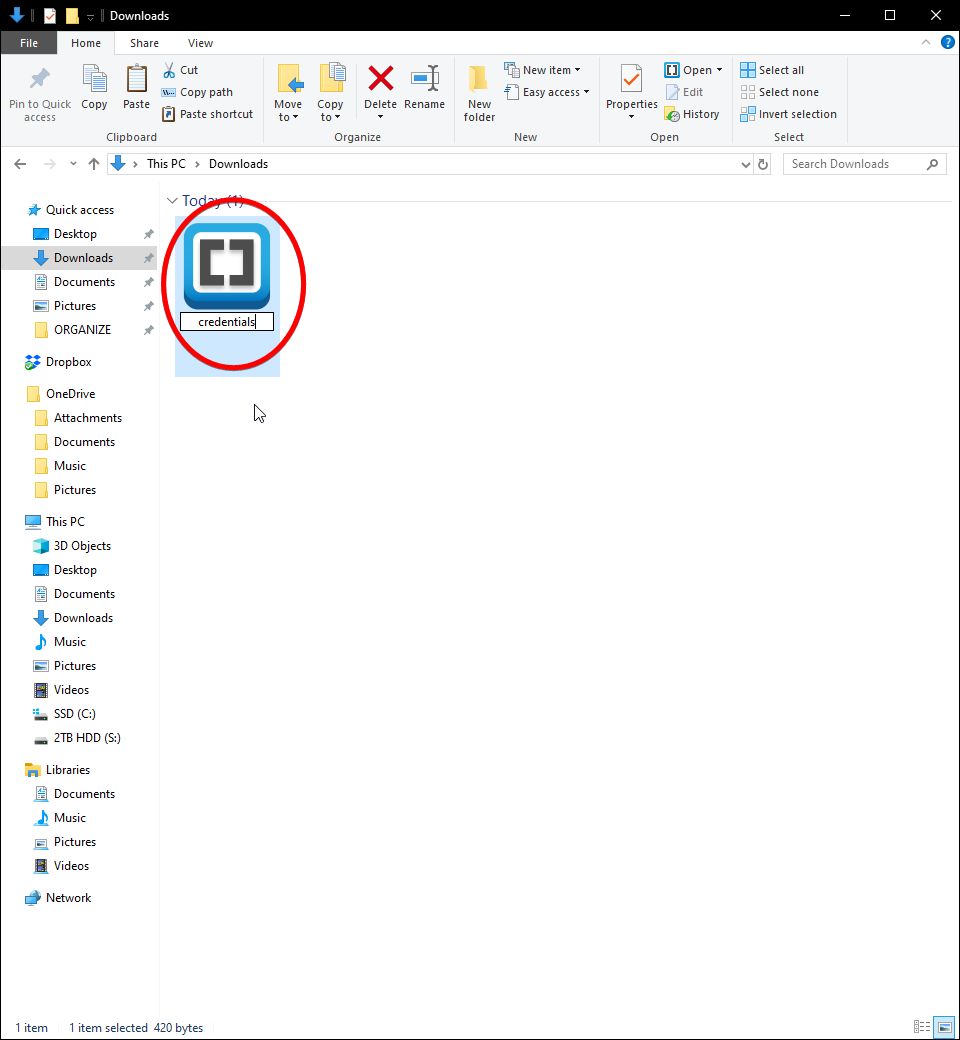 Downloads
File Home Share View
Pin to Quick access
Copy
Paste
Cut
Copy path
Paste shortcut
Clipboard
Move to
Copy to
Delete
Rename
Organize
New folder
New item
Easy access
New
Properties
Open
Edit
History
Open
Select all
Select none
Invert selection
Select
This PC > Downloads
Search Downloads
Today (1)
credentials
Quick access
Desktop
Downloads
Documents
Pictures
ORGANIZE
Dropbox
OneDrive
Attachments
Documents
Music
Pictures
This PC
3D Objects
Desktop
Documents
Downloads
Music
Pictures
Videos
SSD (C:)
2TB HDD (S:)
Libraries
Documents
Music
Pictures
Videos
Network
1 item 1 item selected 420 bytes